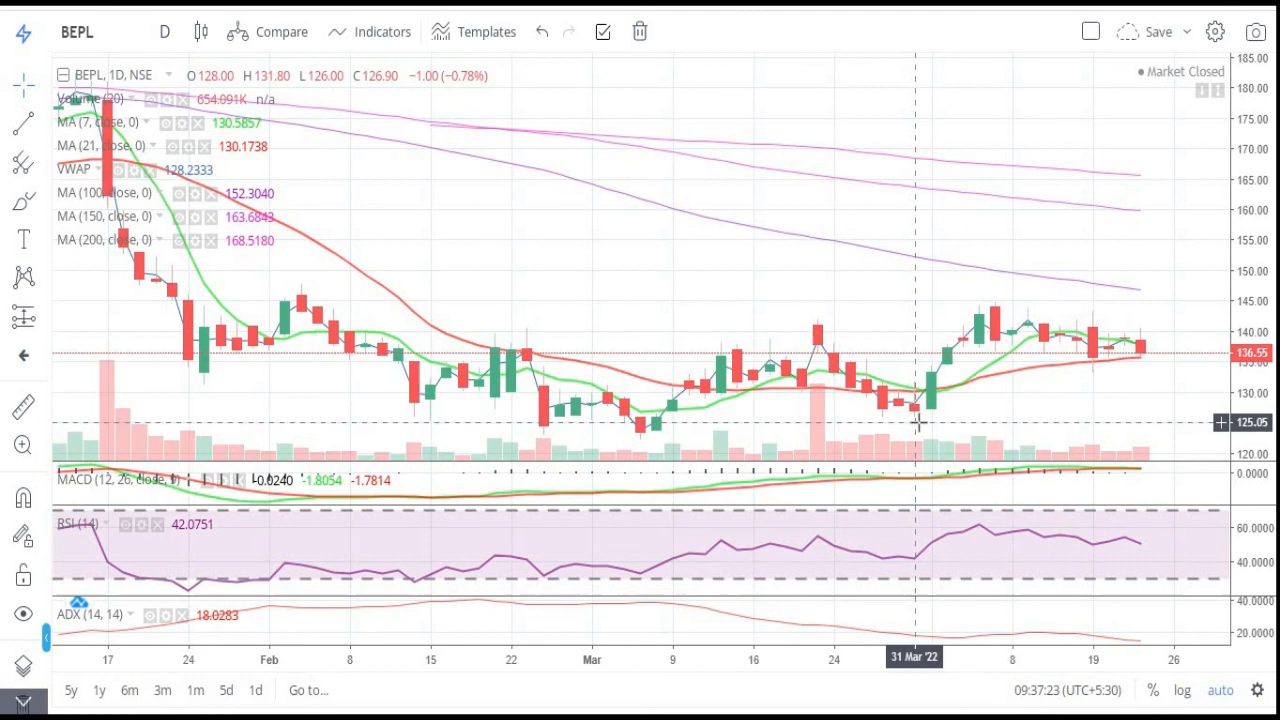 BEPL D Compare Indicators Templates Save
BEPL, 1D, NSE O 128.00 H 131.80 L 126.00 C 126.90 −1.00 (−0.78%)
Market Closed
Volume (20) 654.091K n/a
MA (7, close, 0) 130.5857
MA (21, close, 0) 130.1738
VWAP 128.2333
MA (100, close, 0) 152.3040
MA (150, close, 0) 163.6843
MA (200, close, 0) 168.5180
185.00
180.00
175.00
170.00
165.00
160.00
155.00
150.00
145.00
140.00
136.55
135.00
130.00
125.05
120.00
MACD (12, 26, close, 9) -0.0240 -1.8054 -1.7814
0.0000
RSI (14) 42.0751
60.0000
40.0000
ADX (14, 14) 18.0283
40.0000
20.0000
17 24 Feb 8 15 22 Mar 9 16 24 31 Mar '22 8 19 26
5y 1y 6m 3m 1m 5d 1d Go to... 09:37:23 (UTC+5:30) % log auto